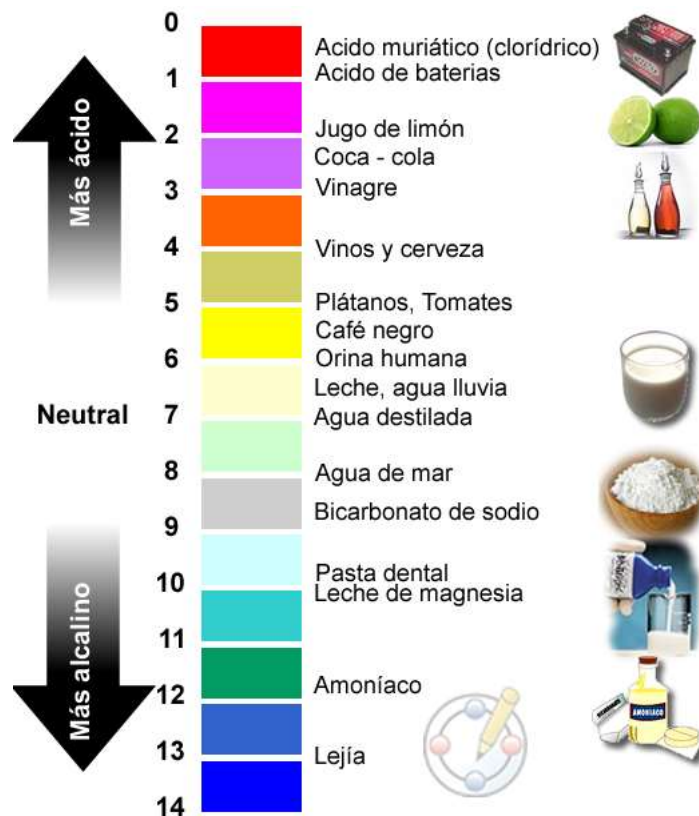 0
Acido muriático (clorídrico)
1
Acido de baterias
2
Jugo de limón
Coca - cola
3
Vinagre
4
Vinos y cerveza
5
Plátanos, Tomates
Café negro
6
Orina humana
Leche, agua lluvia
7
Agua destilada
8
Agua de mar
9
Bicarbonato de sodio
10
Pasta dental
Leche de magnesia
11
12
Amoníaco
13
Lejía
14
Más ácido
Neutral
Más alcalino
AMONÍACO